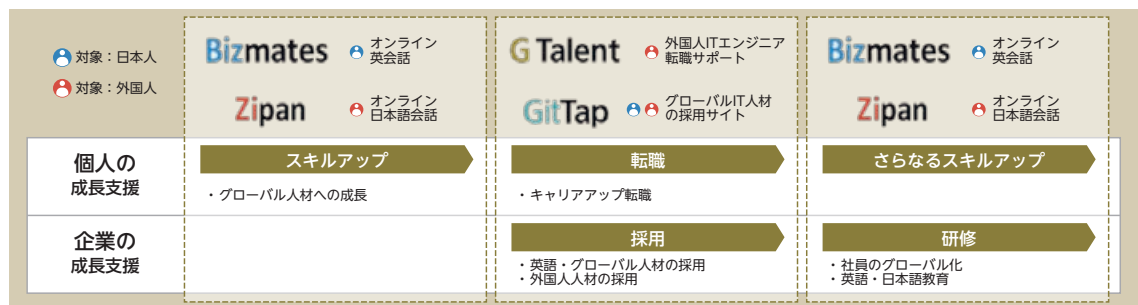 対象：日本人
対象：外国人
Bizmates
オンライン
英会話
Zipan
オンライン
日本語会話
G Talent
外国人ITエンジニア
転職サポート
GitTap
グローバルIT人材
の採用サイト
Bizmates
オンライン
英会話
Zipan
オンライン
日本語会話
個人の
成長支援
スキルアップ
・グローバル人材への成長
転職
・キャリアアップ転職
さらなるスキルアップ
企業の
成長支援
採用
・英語・グローバル人材の採用
・外国人人材の採用
研修
・社員のグローバル化
・英語・日本語教育